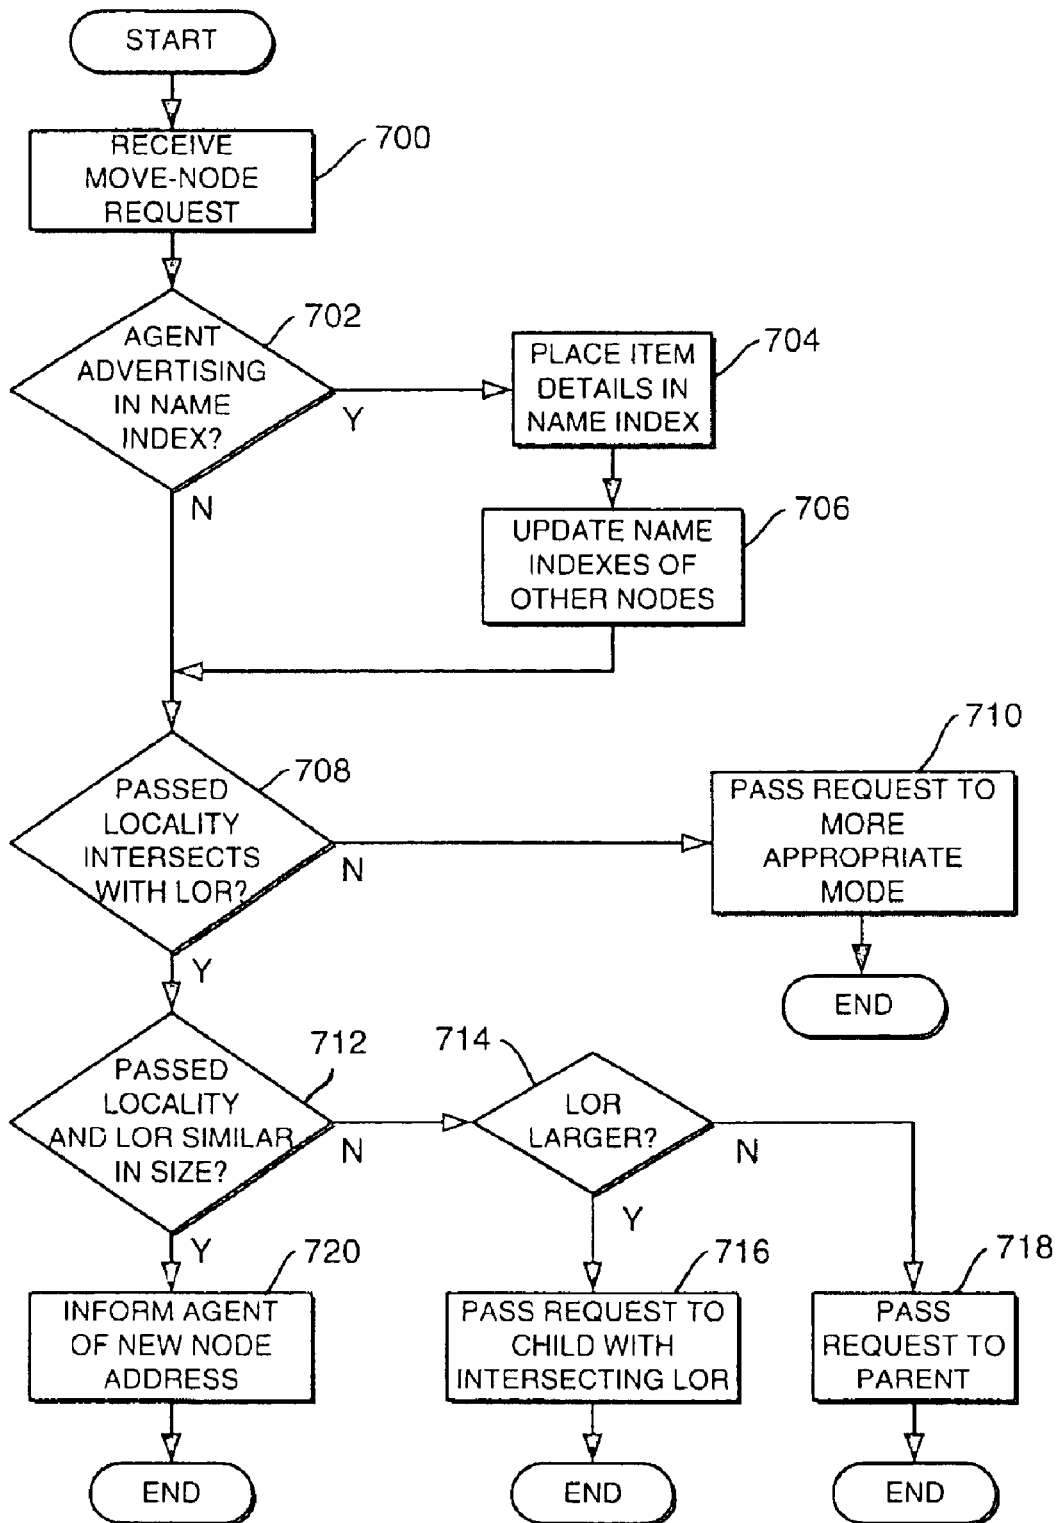 START
700
RECEIVE
MOVE-NODE
REQUEST
702
AGENT
ADVERTISING
IN NAME
INDEX?
Y
N
704
PLACE ITEM
DETAILS IN
NAME INDEX
706
UPDATE NAME
INDEXES OF
OTHER NODES
708
PASSED
LOCALITY
INTERSECTS
WITH LOR?
N
Y
710
PASS REQUEST TO
MORE
APPROPRIATE
MODE
END
712
PASSED
LOCALITY
AND LOR SIMILAR
IN SIZE?
N
Y
714
LOR
LARGER?
N
Y
720
INFORM AGENT
OF NEW NODE
ADDRESS
END
716
PASS REQUEST TO
CHILD WITH
INTERSECTING LOR
END
718
PASS
REQUEST TO
PARENT
END